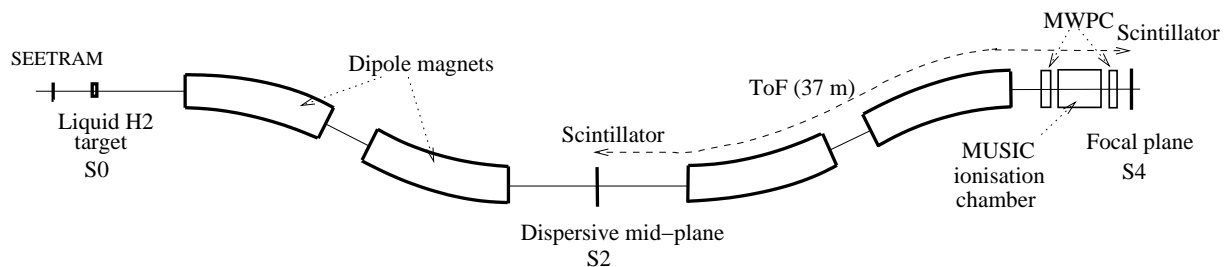 SEETRAM
Liquid H2
target
S0
Dipole magnets
Scintillator
Dispersive mid−plane
S2
ToF (37 m)
MWPC
Scintillator
MUSIC
ionisation
chamber
Focal plane
S4